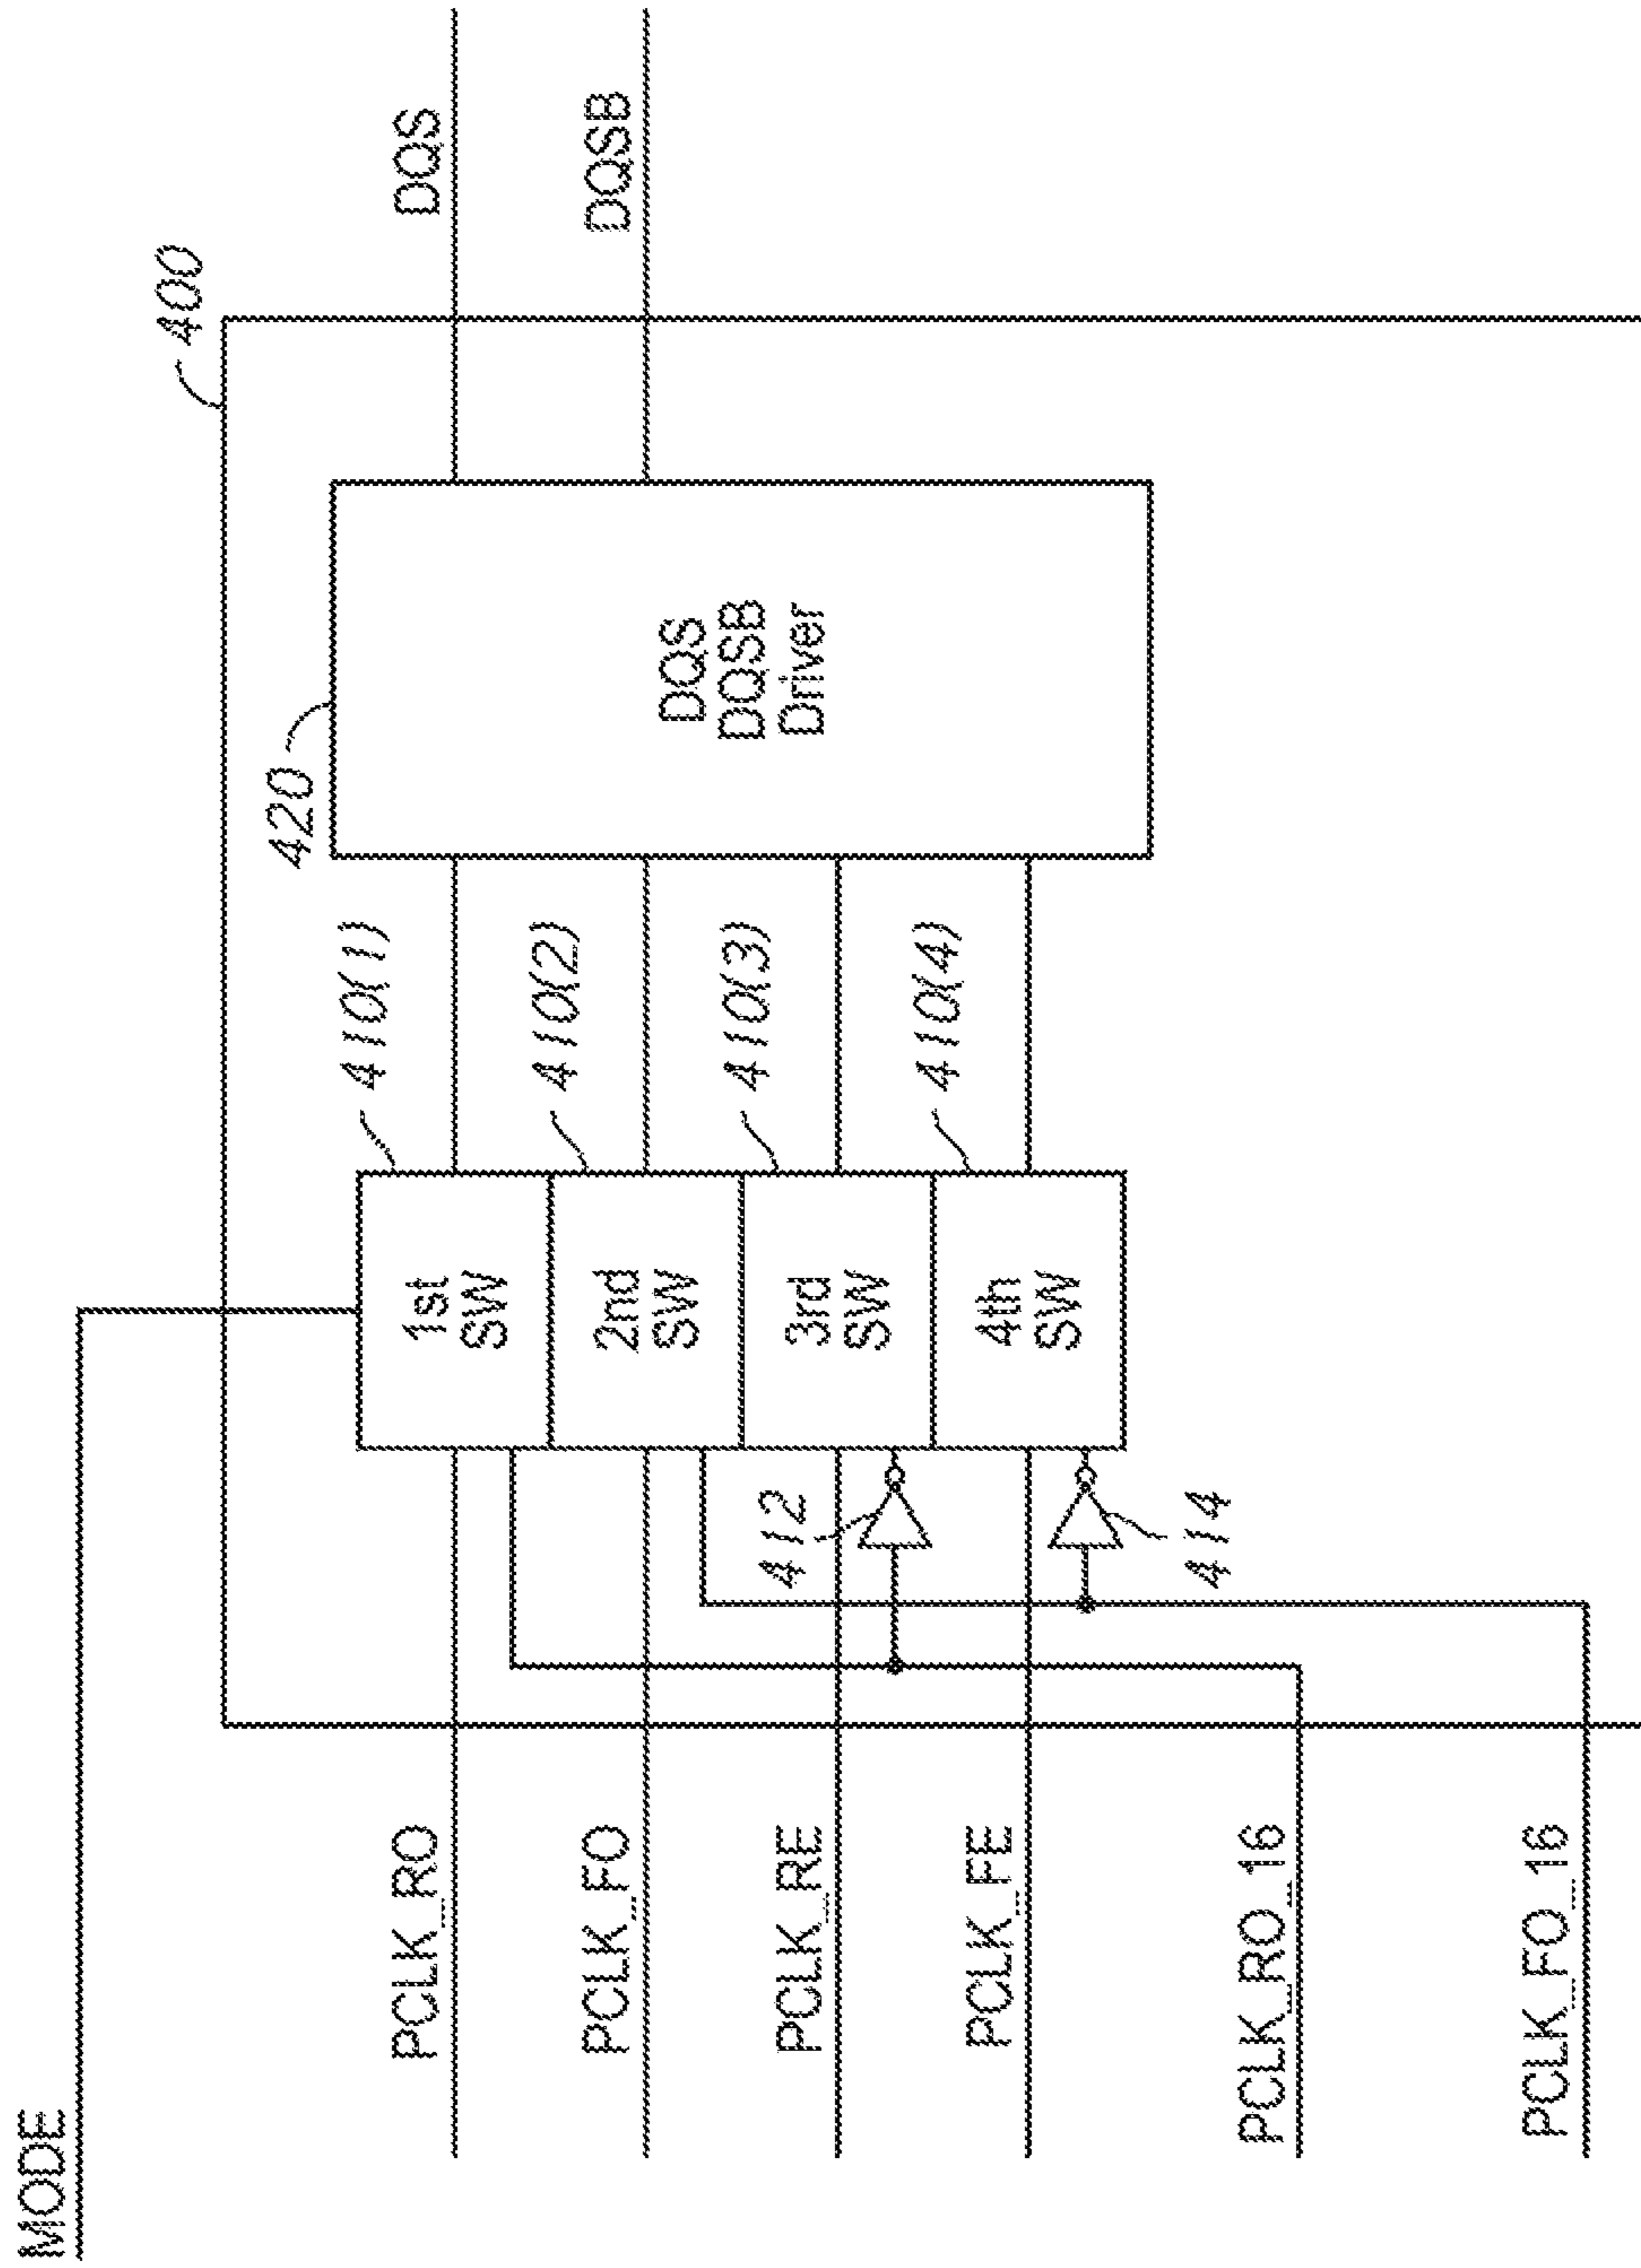 MODE
400
PCLK_RO
PCLK_FO
PCLK_RE
PCLK_FE
PCLK_RO_16
PCLK_FO_16
412
414
1st
SW
2nd
SW
3rd
SW
4th
SW
410(1)
410(2)
410(3)
410(4)
420
DQS
DQSB
Driver
DQS
DQSB